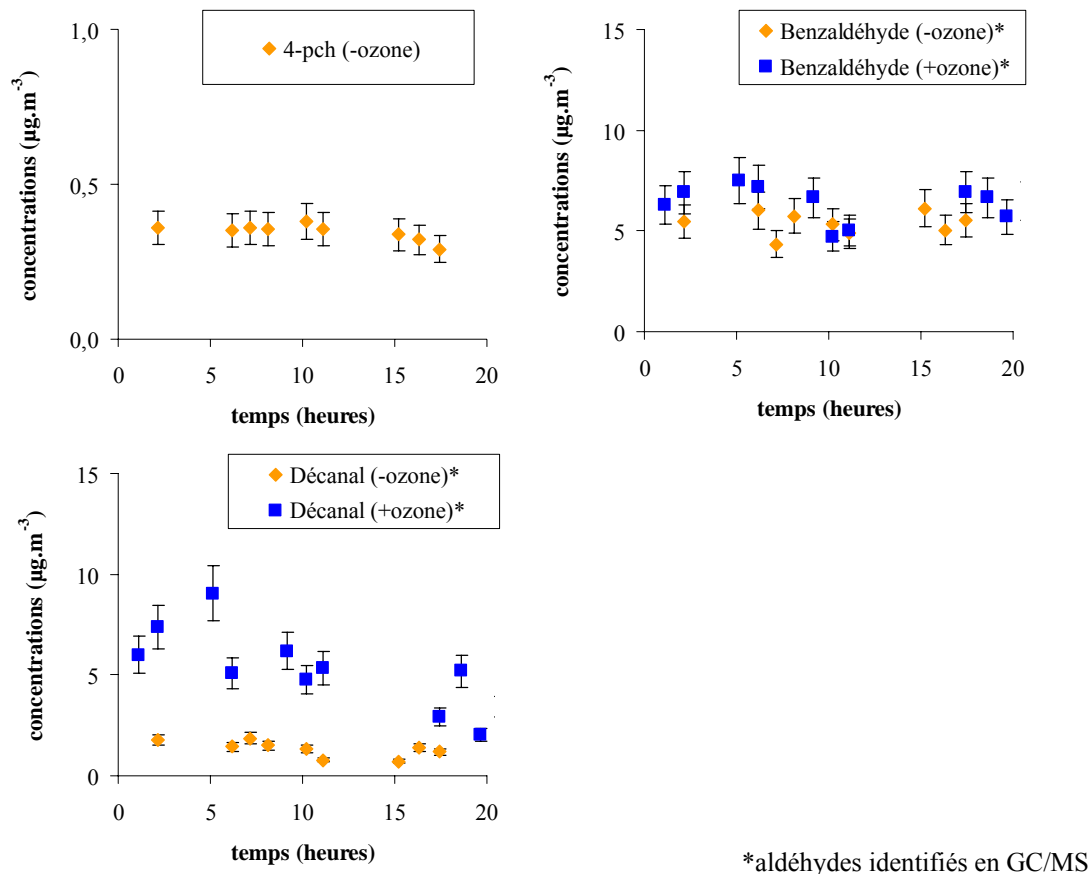 1,0
0,5
0,0
0 5 10 15 20
concentrations (µg.m⁻³)
temps (heures)
4-pch (-ozone)
15
10
5
0
0 5 10 15 20
concentrations (µg.m⁻³)
temps (heures)
Benzaldéhyde (-ozone)*
Benzaldéhyde (+ozone)*
15
10
5
0
0 5 10 15 20
concentrations (µg.m⁻³)
temps (heures)
Décanal (-ozone)*
Décanal (+ozone)*
*aldéhydes identifiés en GC/MS